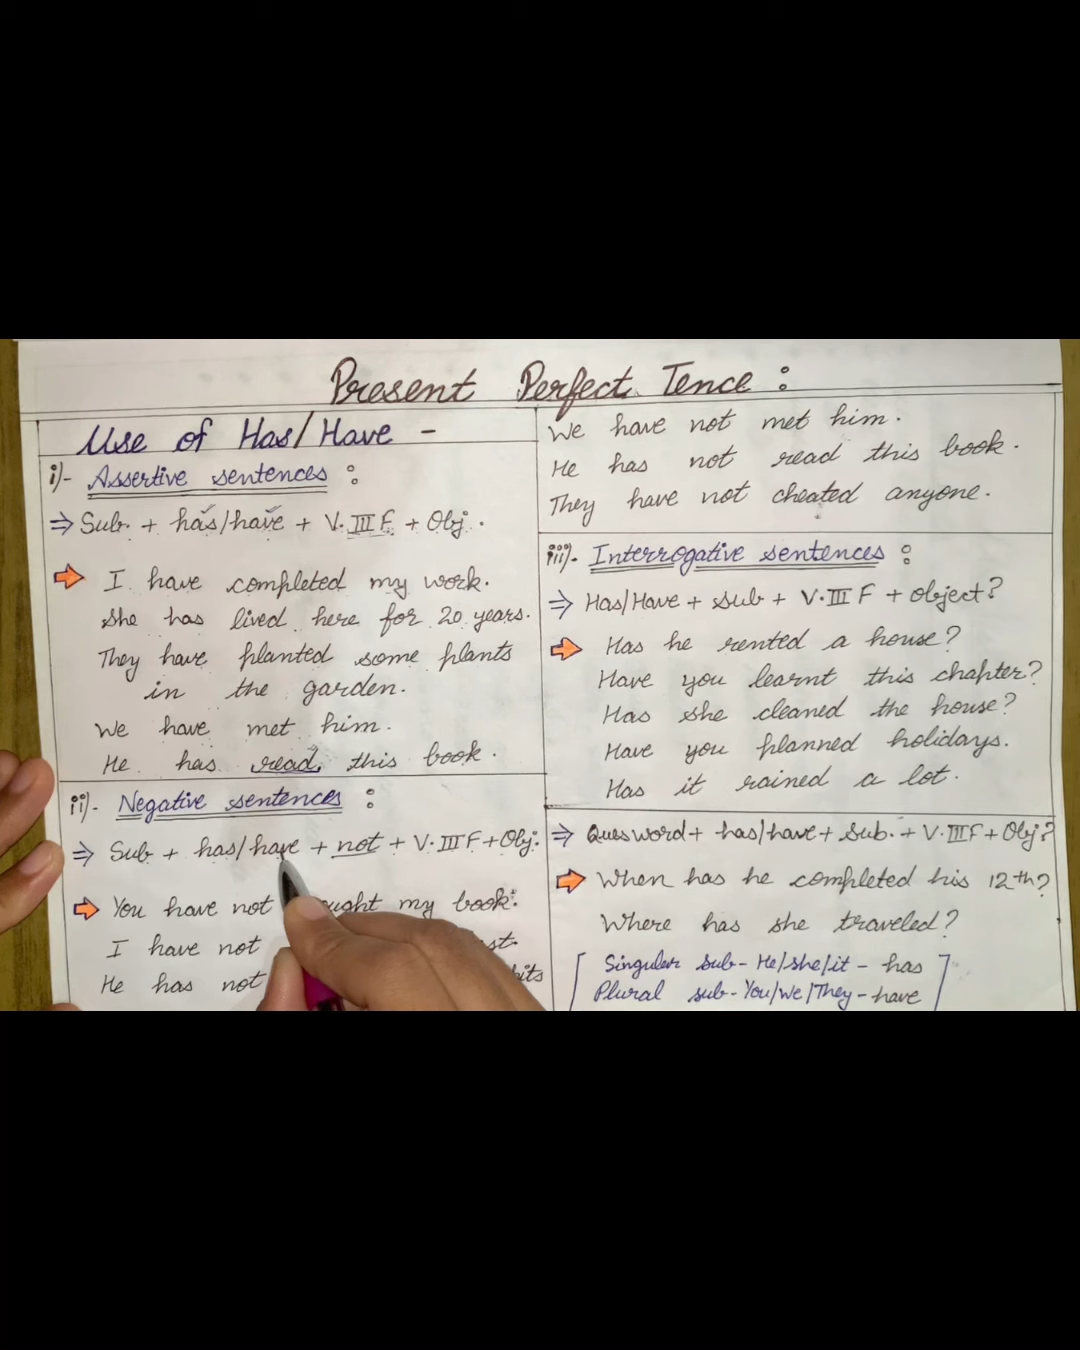 Present Perfect Tence :
Use of Has/Have -
i)- Assertive sentences :
⇒ Sub. + has/have + V. III F + Obj.
I have completed my work.
She has lived here for 20 years.
They have planted some plants
in the garden.
We have met him.
He has read this book.
ii)- Negative sentences :
⇒ Sub + has/have + not + V. III F + Obj.
You have not my book.
I have not
He has not
We have not met him.
He has not read this book.
They have not cheated anyone.
iii)- Interrogative sentences :
⇒ Has/Have + sub + V. III F + object?
Has he rented a house?
Have you learnt this chapter?
Has she cleaned the house?
Have you planned holidays.
Has it rained a lot.
⇒ Ques word + has/have + sub. + V. III F + Obj?
When has he completed his 12th?
Where has she traveled?
[ Singular sub - He/she/it - has ]
[ Plural sub - You/we/They - have ]